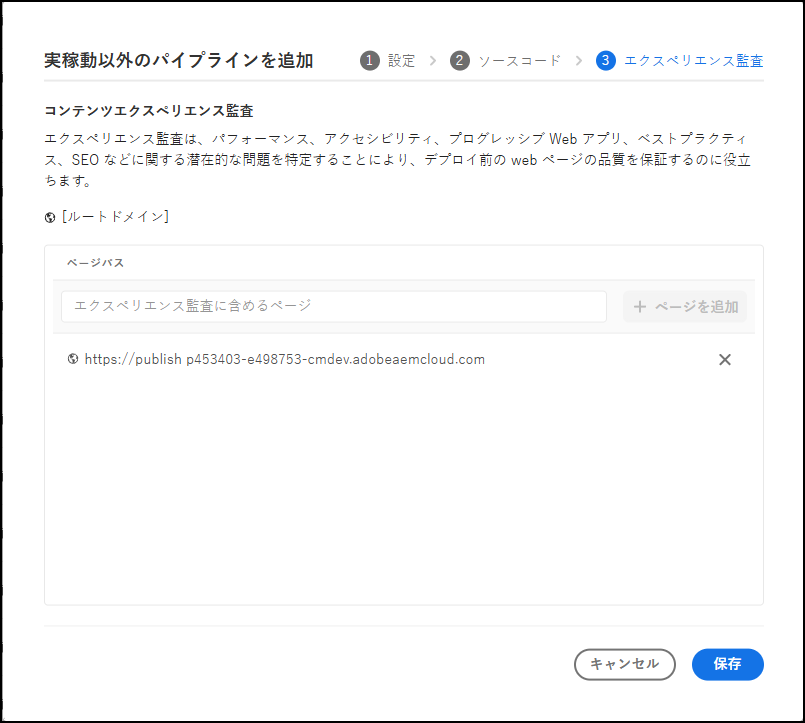 実稼動以外のパイプラインを追加
1 設定 > 2 ソースコード > 3 エクスペリエンス監査
コンテンツエクスペリエンス監査
エクスペリエンス監査は、パフォーマンス、アクセシビリティ、プログレッシブ Web アプリ、ベストプラクティ
ス、SEO などに関する潜在的な問題を特定することにより、デプロイ前の web ページの品質を保証するのに役立
ちます。
[ルートドメイン]
ページパス
エクスペリエンス監査に含めるページ
+ ページを追加
https://publish p453403-e498753-cmdev.adobeaemcloud.com
キャンセル
保存